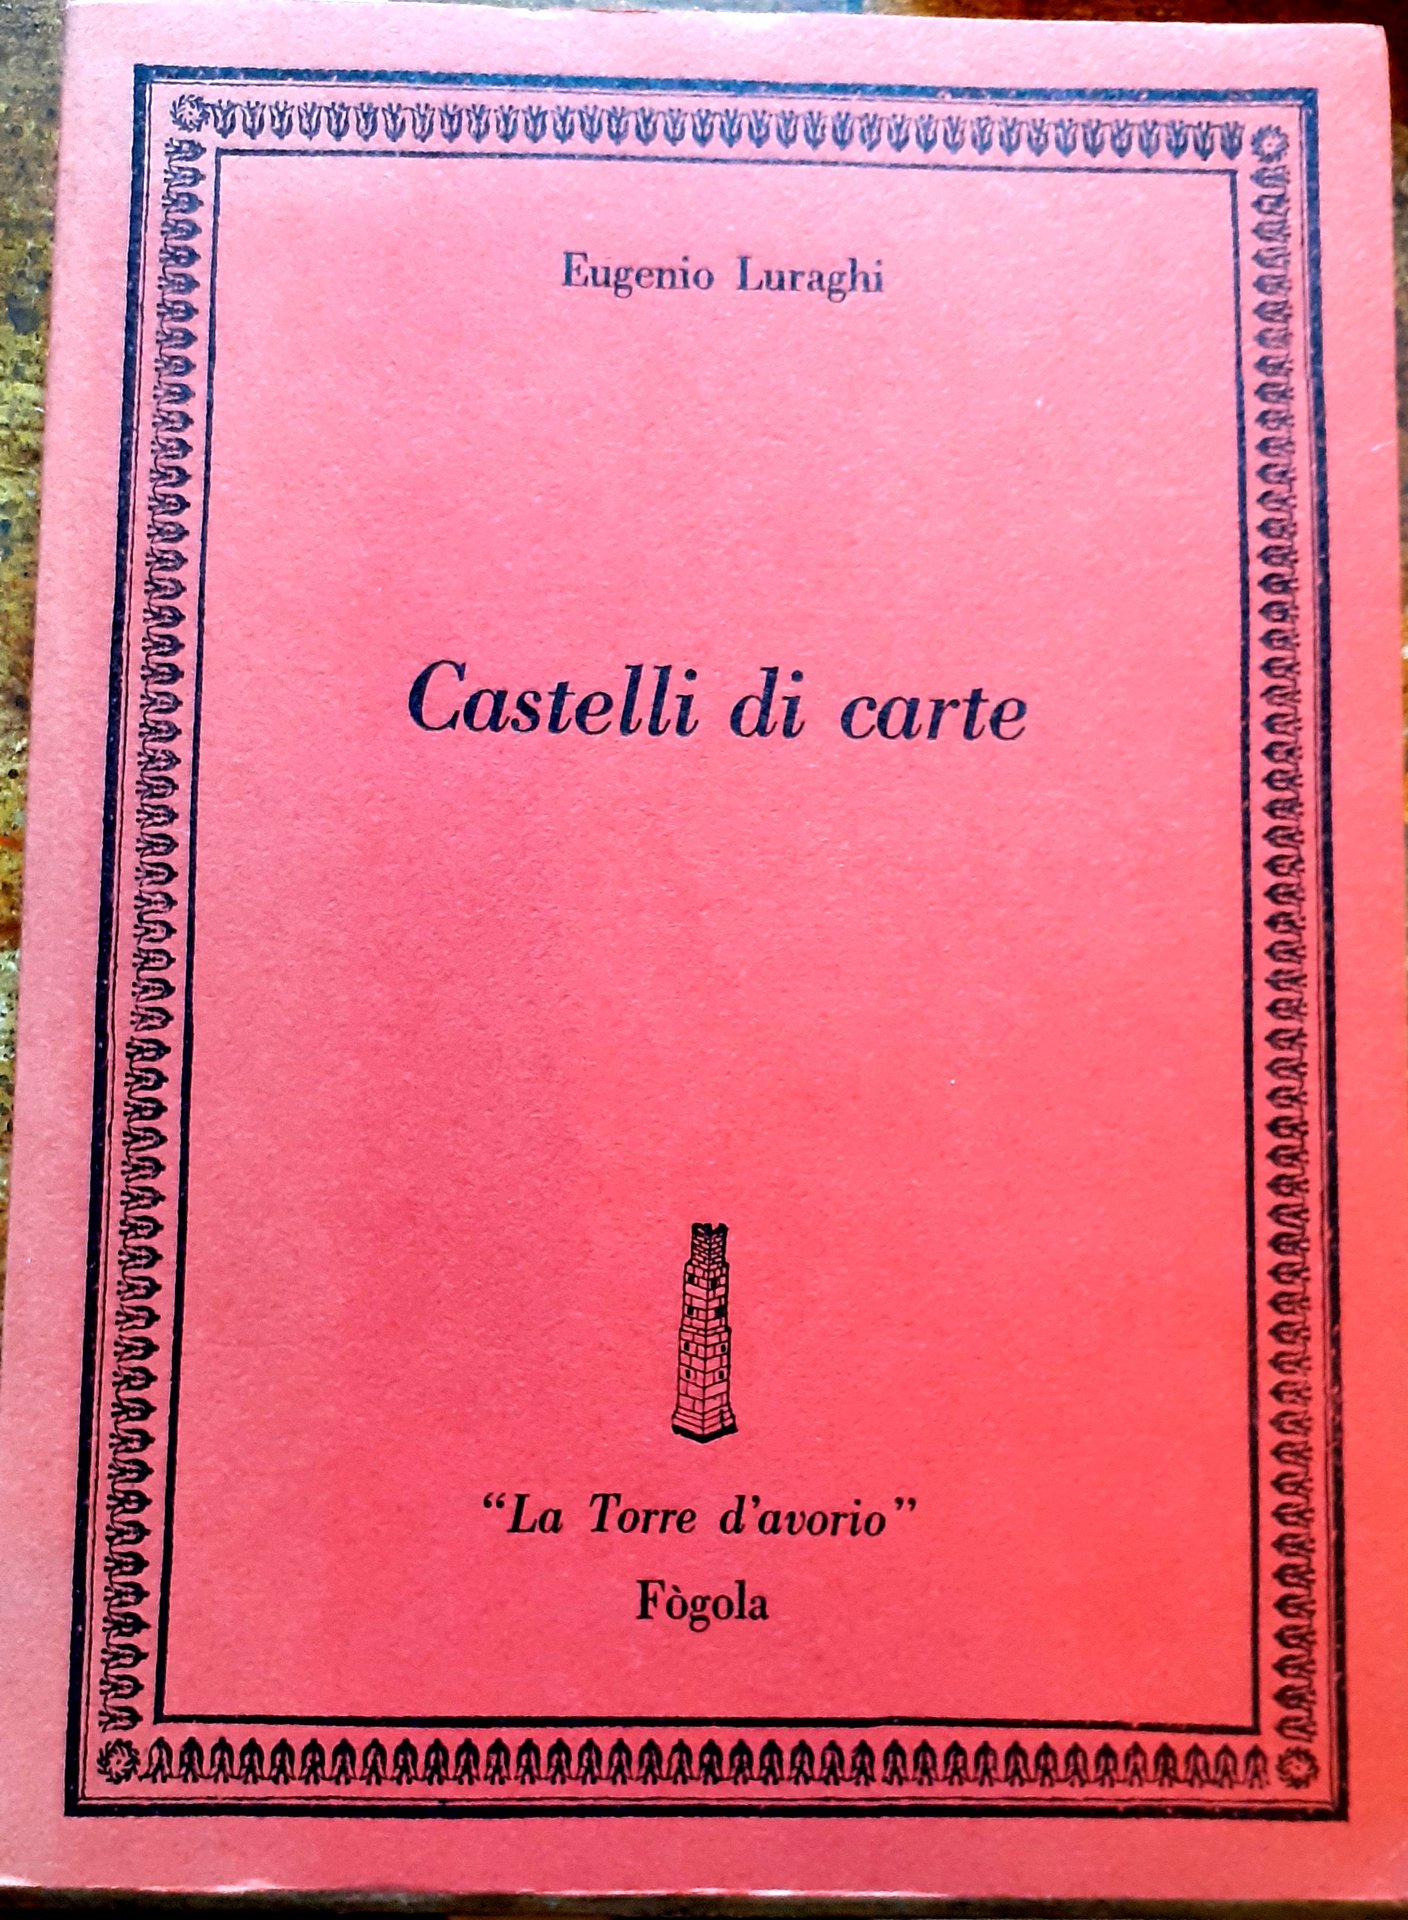 Eugenio Luraghi
Castelli di carte
“La Torre d’avorio”
Fògola